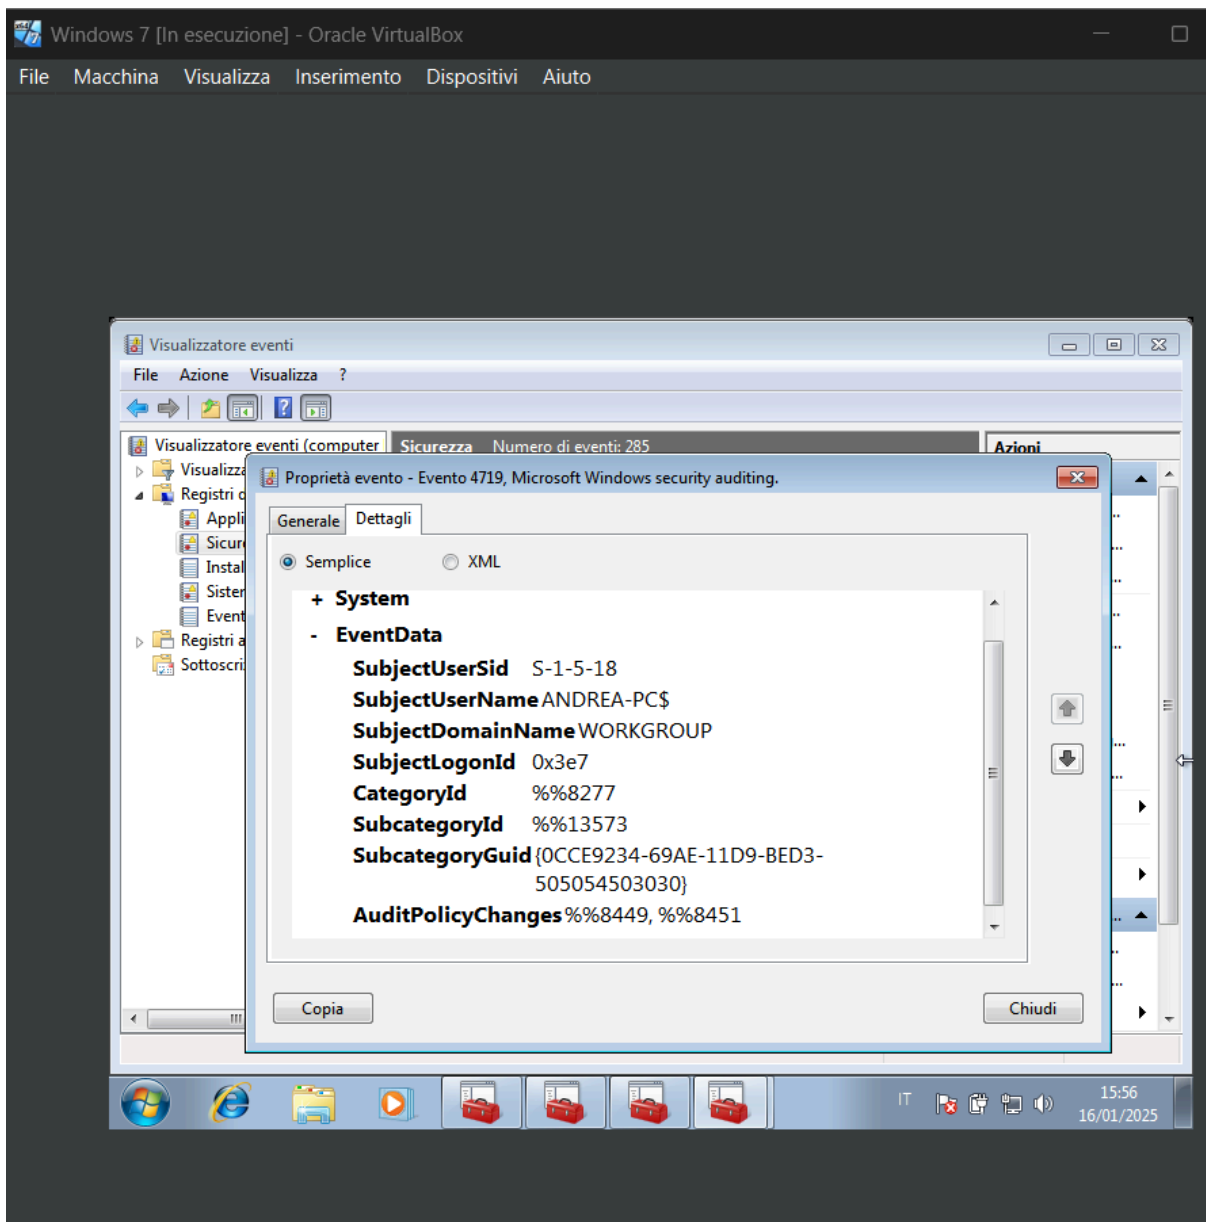 Windows 7 [In esecuzione] - Oracle VirtualBox
File Macchina Visualizza Inserimento Dispositivi Aiuto
Visualizzatore eventi
File Azione Visualizza ?
Visualizzatore eventi (computer
Sicurezza Numero di eventi: 285
Azioni
Visualizza
Registri
Appli
Sicur
Instal
Sister
Event
Registri a
Sottoscri
Proprietà evento - Evento 4719, Microsoft Windows security auditing.
Generale Dettagli
Semplice XML
+ System
- EventData
SubjectUserSid S-1-5-18
SubjectUserName ANDREA-PC$
SubjectDomainName WORKGROUP
SubjectLogonId 0x3e7
CategoryId %%8277
SubcategoryId %%13573
SubcategoryGuid {0CCE9234-69AE-11D9-BED3-
505054503030}
AuditPolicyChanges %%8449, %%8451
Copia Chiudi
IT
15:56
16/01/2025